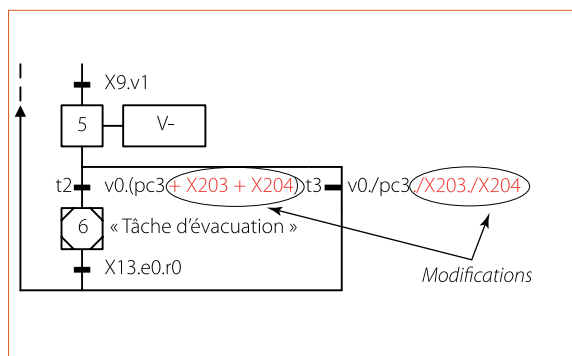 X9.v1
5
V-
t2
v0.(pc3+ X203 + X204)
t3
v0./pc3./X203./X204
6
« Tâche d’évacuation »
X13.e0.r0
Modifications